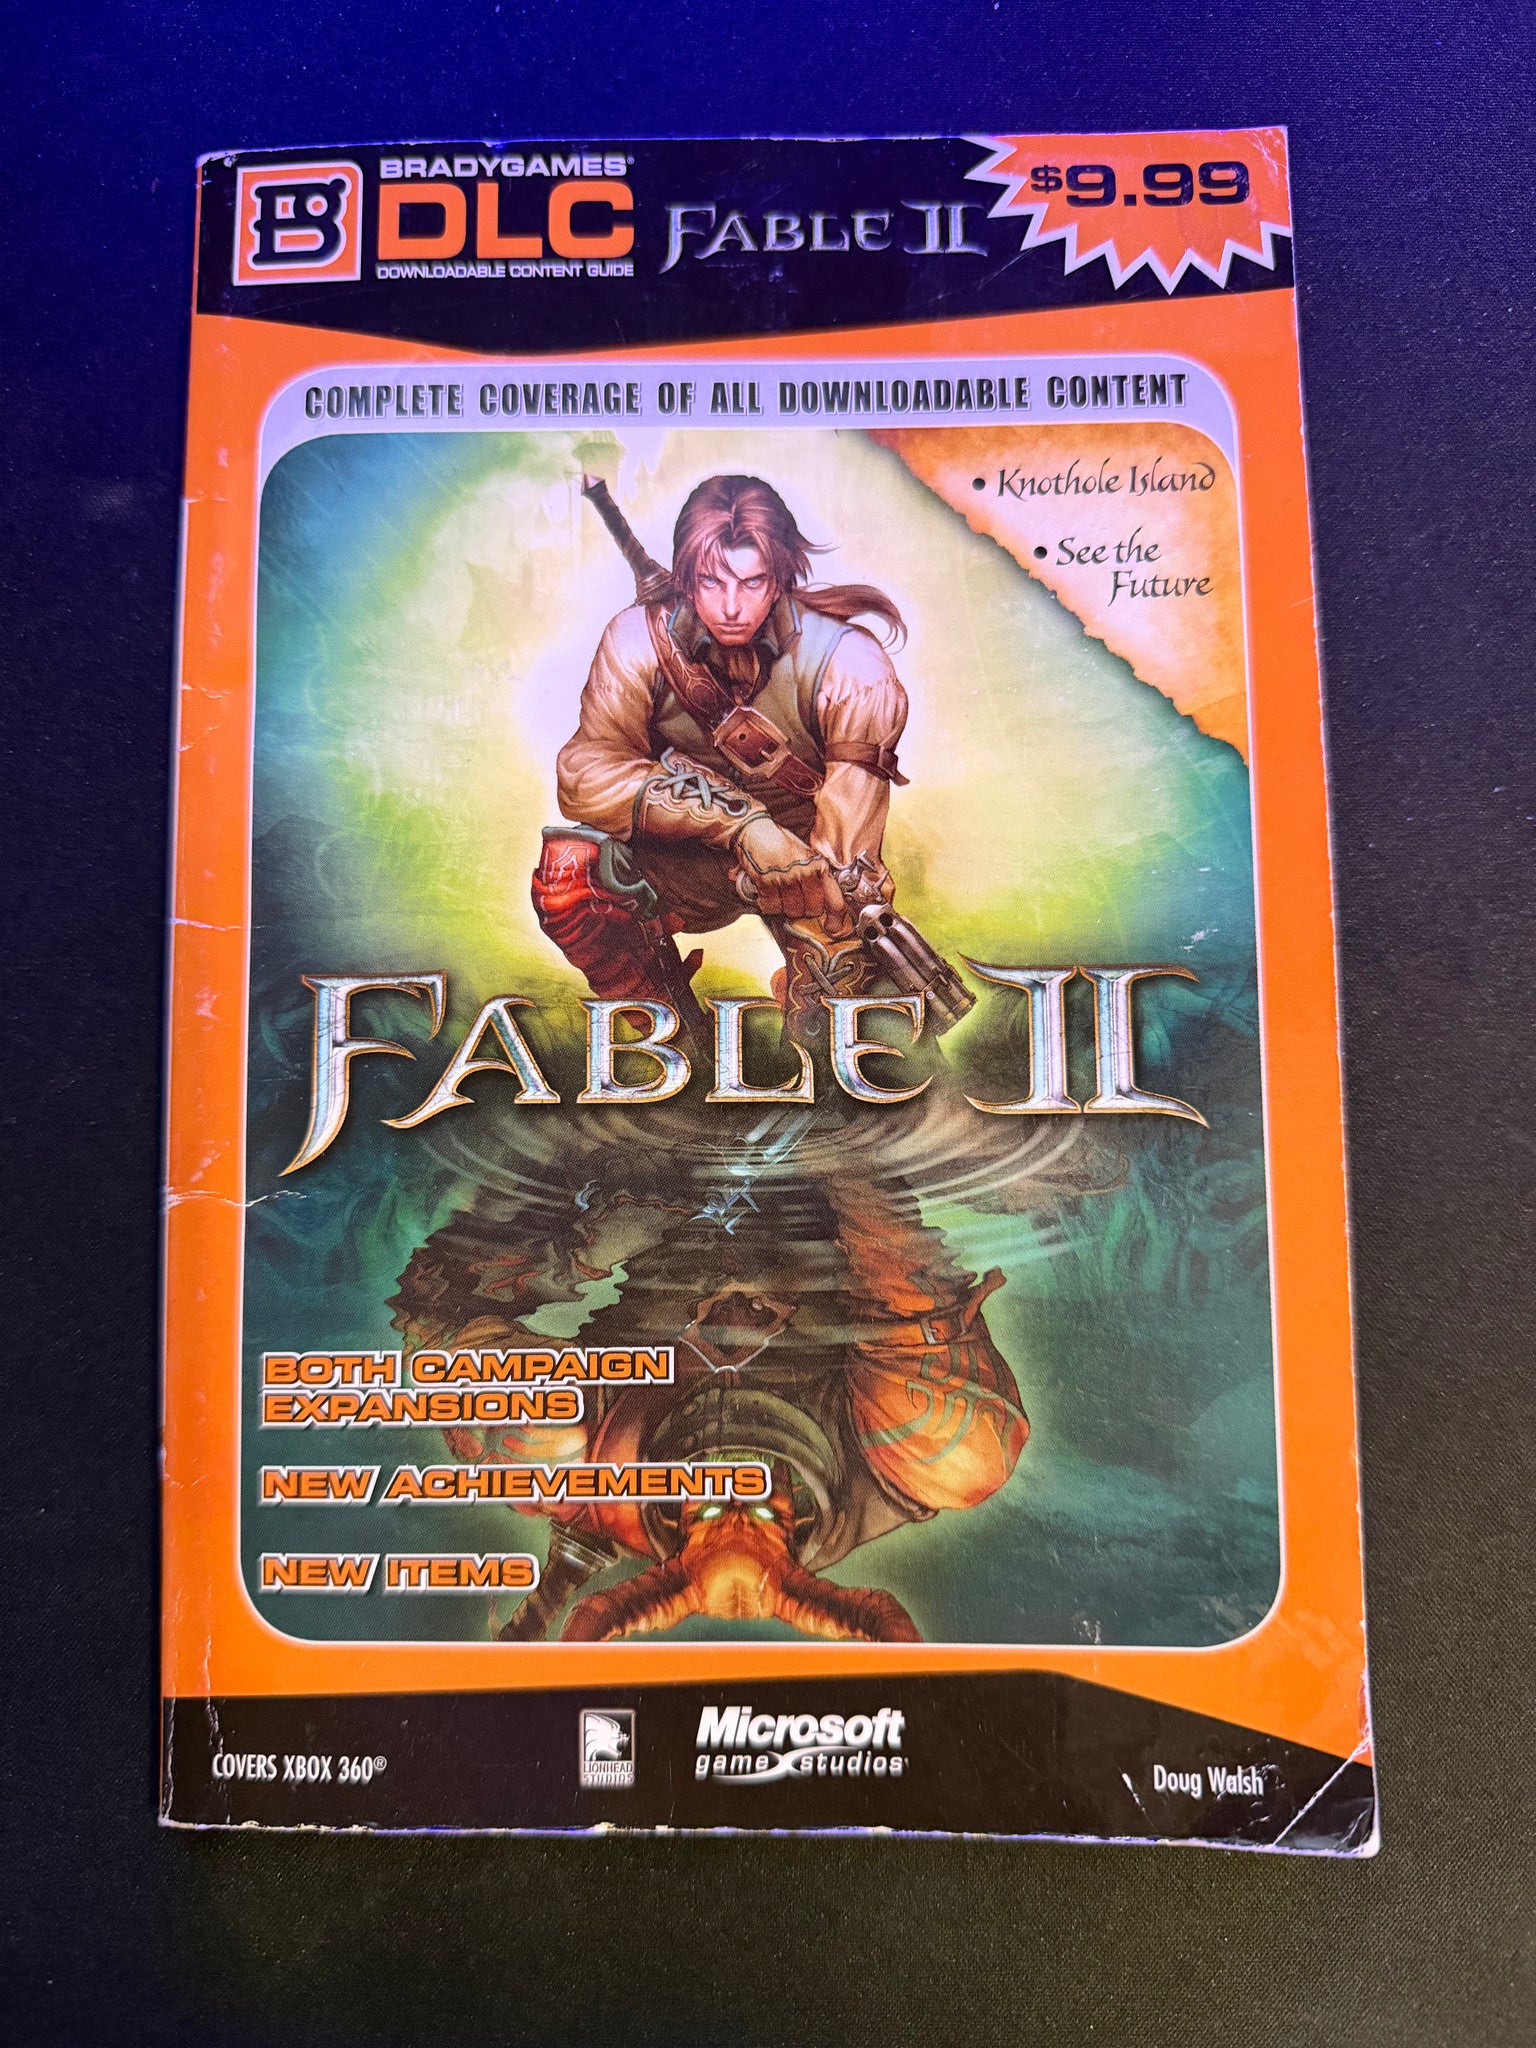 BRADYGAMES®
DLC
DOWNLOADABLE CONTENT GUIDE
FABLE II
$9.99
COMPLETE COVERAGE OF ALL DOWNLOADABLE CONTENT
• Knothole Island
• See the
Future
FABLE II
BOTH CAMPAIGN
EXPANSIONS
NEW ACHIEVEMENTS
NEW ITEMS
COVERS XBOX 360®
LIONHEAD
STUDIOS
Microsoft
game studios
Doug Walsh